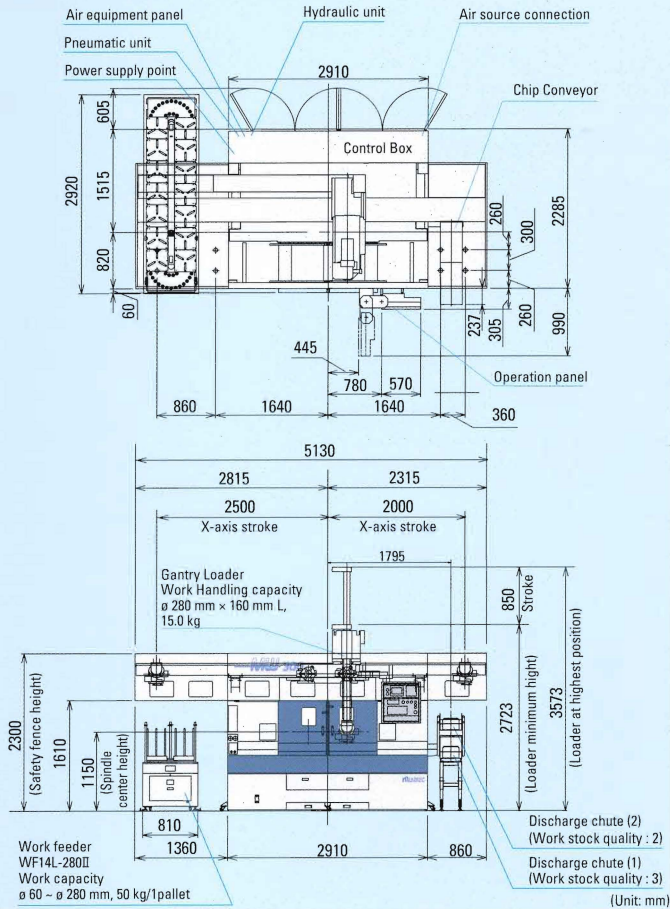 Air equipment panel
Hydraulic unit
Air source connection
Pneumatic unit
Power supply point
2910
Chip Conveyor
605
Control Box
2920
1515
820
60
260
300
2285
237
305
260
990
445
780
570
Operation panel
860
1640
1640
360
5130
2815
2315
2500
2000
X-axis stroke
X-axis stroke
1795
Gantry Loader
Work Handling capacity
ø 280 mm × 160 mm L,
15.0 kg
850
Stroke
2723
(Loader minimum hight)
3573
(Loader at highest position)
2300
(Safety fence height)
1610
1150
(Spindle
center height)
810
1360
2910
860
Work feeder
WF14L-280II
Work capacity
ø 60 ~ ø 280 mm, 50 kg/1pallet
Discharge chute (2)
(Work stock quality : 2)
Discharge chute (1)
(Work stock quality : 3)
(Unit: mm)